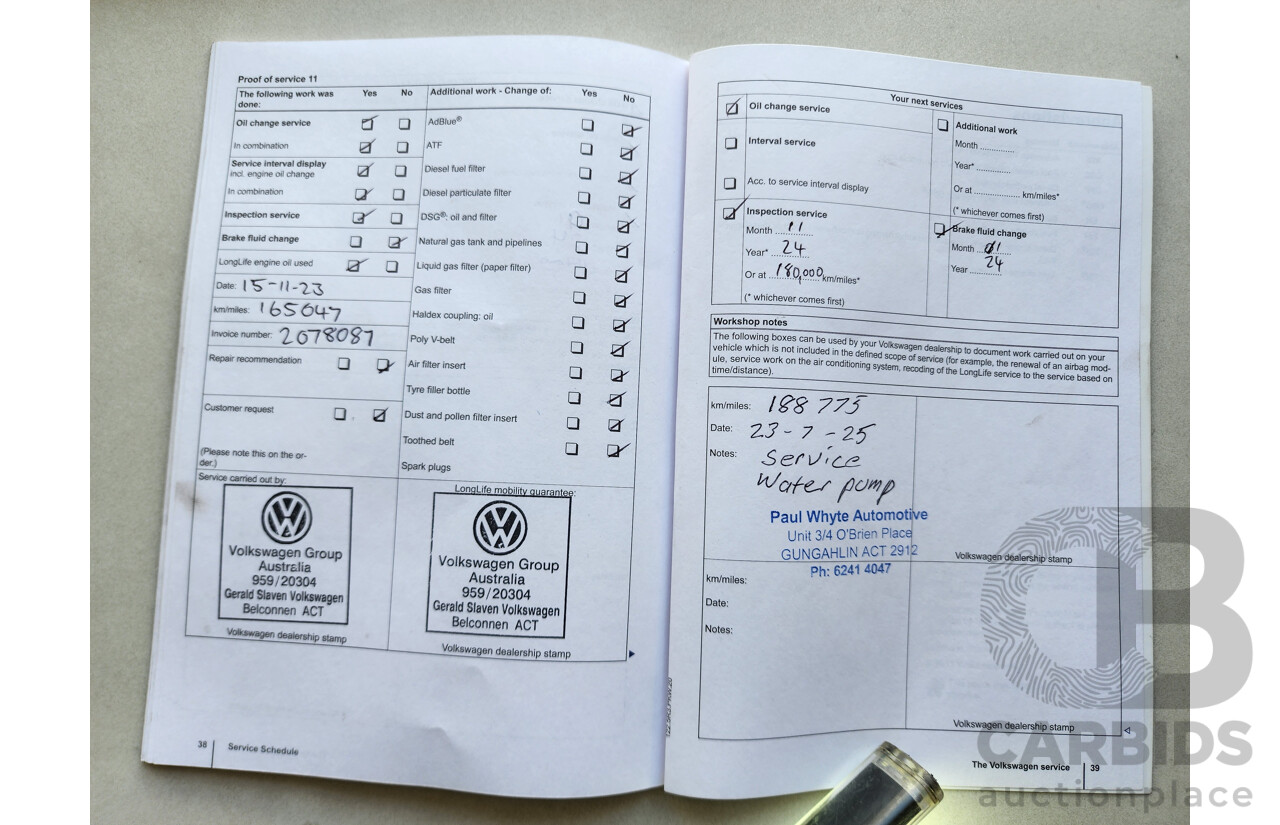 Proof of service 11
The following work was done: Yes No
Oil change service
In combination
Service interval display
incl. engine oil change
In combination
Inspection service
Brake fluid change
LongLife engine oil used
Date: 15-11-23
km/miles: 165647
Invoice number: 2078087
Repair recommendation
Customer request
(Please note this on the or-
der.)
Service carried out by:
Volkswagen Group
Australia
959/20304
Gerald Slaven Volkswagen
Belconnen ACT
Volkswagen dealership stamp
Additional work - Change of: Yes No
AdBlue®
ATF
Diesel fuel filter
Diesel particulate filter
DSG®: oil and filter
Natural gas tank and pipelines
Liquid gas filter (paper filter)
Gas filter
Haldex coupling: oil
Poly V-belt
Air filter insert
Tyre filler bottle
Dust and pollen filter insert
Toothed belt
Spark plugs
LongLife mobility guarantee:
Volkswagen Group
Australia
959/20304
Gerald Slaven Volkswagen
Belconnen ACT
Volkswagen dealership stamp
38 Service Schedule
Your next services
Oil change service
Interval service
Acc. to service interval display
Inspection service
Month 11
Year* 24
Or at 180,000 km/miles*
(* whichever comes first)
Additional work
Month
Year*
Or at km/miles*
(* whichever comes first)
Brake fluid change
Month 11
Year 24
Workshop notes
The following boxes can be used by your Volkswagen dealership to document work carried out on your
vehicle which is not included in the defined scope of service (for example, the renewal of an airbag mod-
ule, service work on the air conditioning system, recoding of the LongLife service to the service based on
time/distance).
km/miles: 188 775
Date: 23-7-25
Notes: Service
Water pump
Paul Whyte Automotive
Unit 3/4 O'Brien Place
GUNGAHLIN ACT 2912
Ph: 6241 4047
Volkswagen dealership stamp
km/miles:
Date:
Notes:
Volkswagen dealership stamp
The Volkswagen service 39
CARBIDS
auctionplace